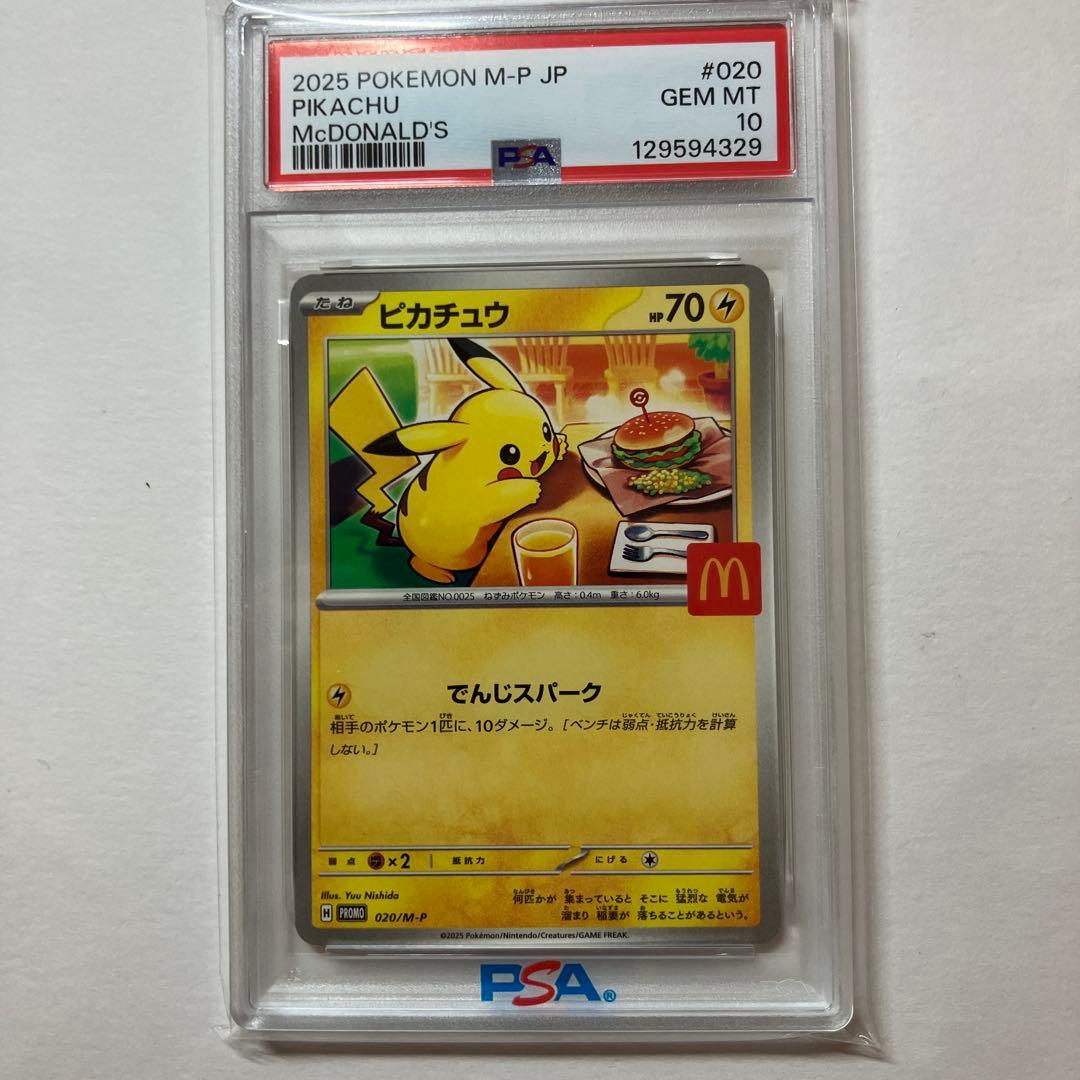 2025 POKEMON M-P JP
#020
PIKACHU
GEM MT
McDONALD'S
10
PSA
129594329
たね
ピカチュウ
HP70
全国図鑑NO.0025 ねずみポケモン 高さ:0.4m 重さ:6.0kg
でんじスパーク
相手のポケモン1匹に、10ダメージ。[ベンチは弱点・抵抗力を計算
しない。]
弱点 ×2 抵抗力 にげる
Illus. Yuu Nishida
何匹かが 集まっていると そこに 猛烈な 電気が
溜まり 稲妻が 落ちることがあるという。
H PROMO 020/M-P
©2025 Pokémon/Nintendo/Creatures/GAME FREAK.
PSA®